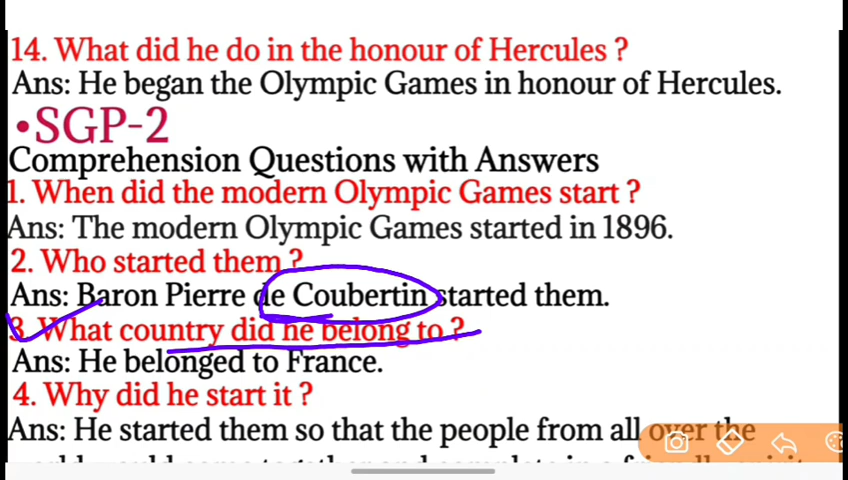 14. What did he do in the honour of Hercules ?
Ans: He began the Olympic Games in honour of Hercules.
•SGP-2
Comprehension Questions with Answers
1. When did the modern Olympic Games start ?
Ans: The modern Olympic Games started in 1896.
2. Who started them ?
Ans: Baron Pierre de Coubertin started them.
3. What country did he belong to ?
Ans: He belonged to France.
4. Why did he start it ?
Ans: He started them so that the people from all over the